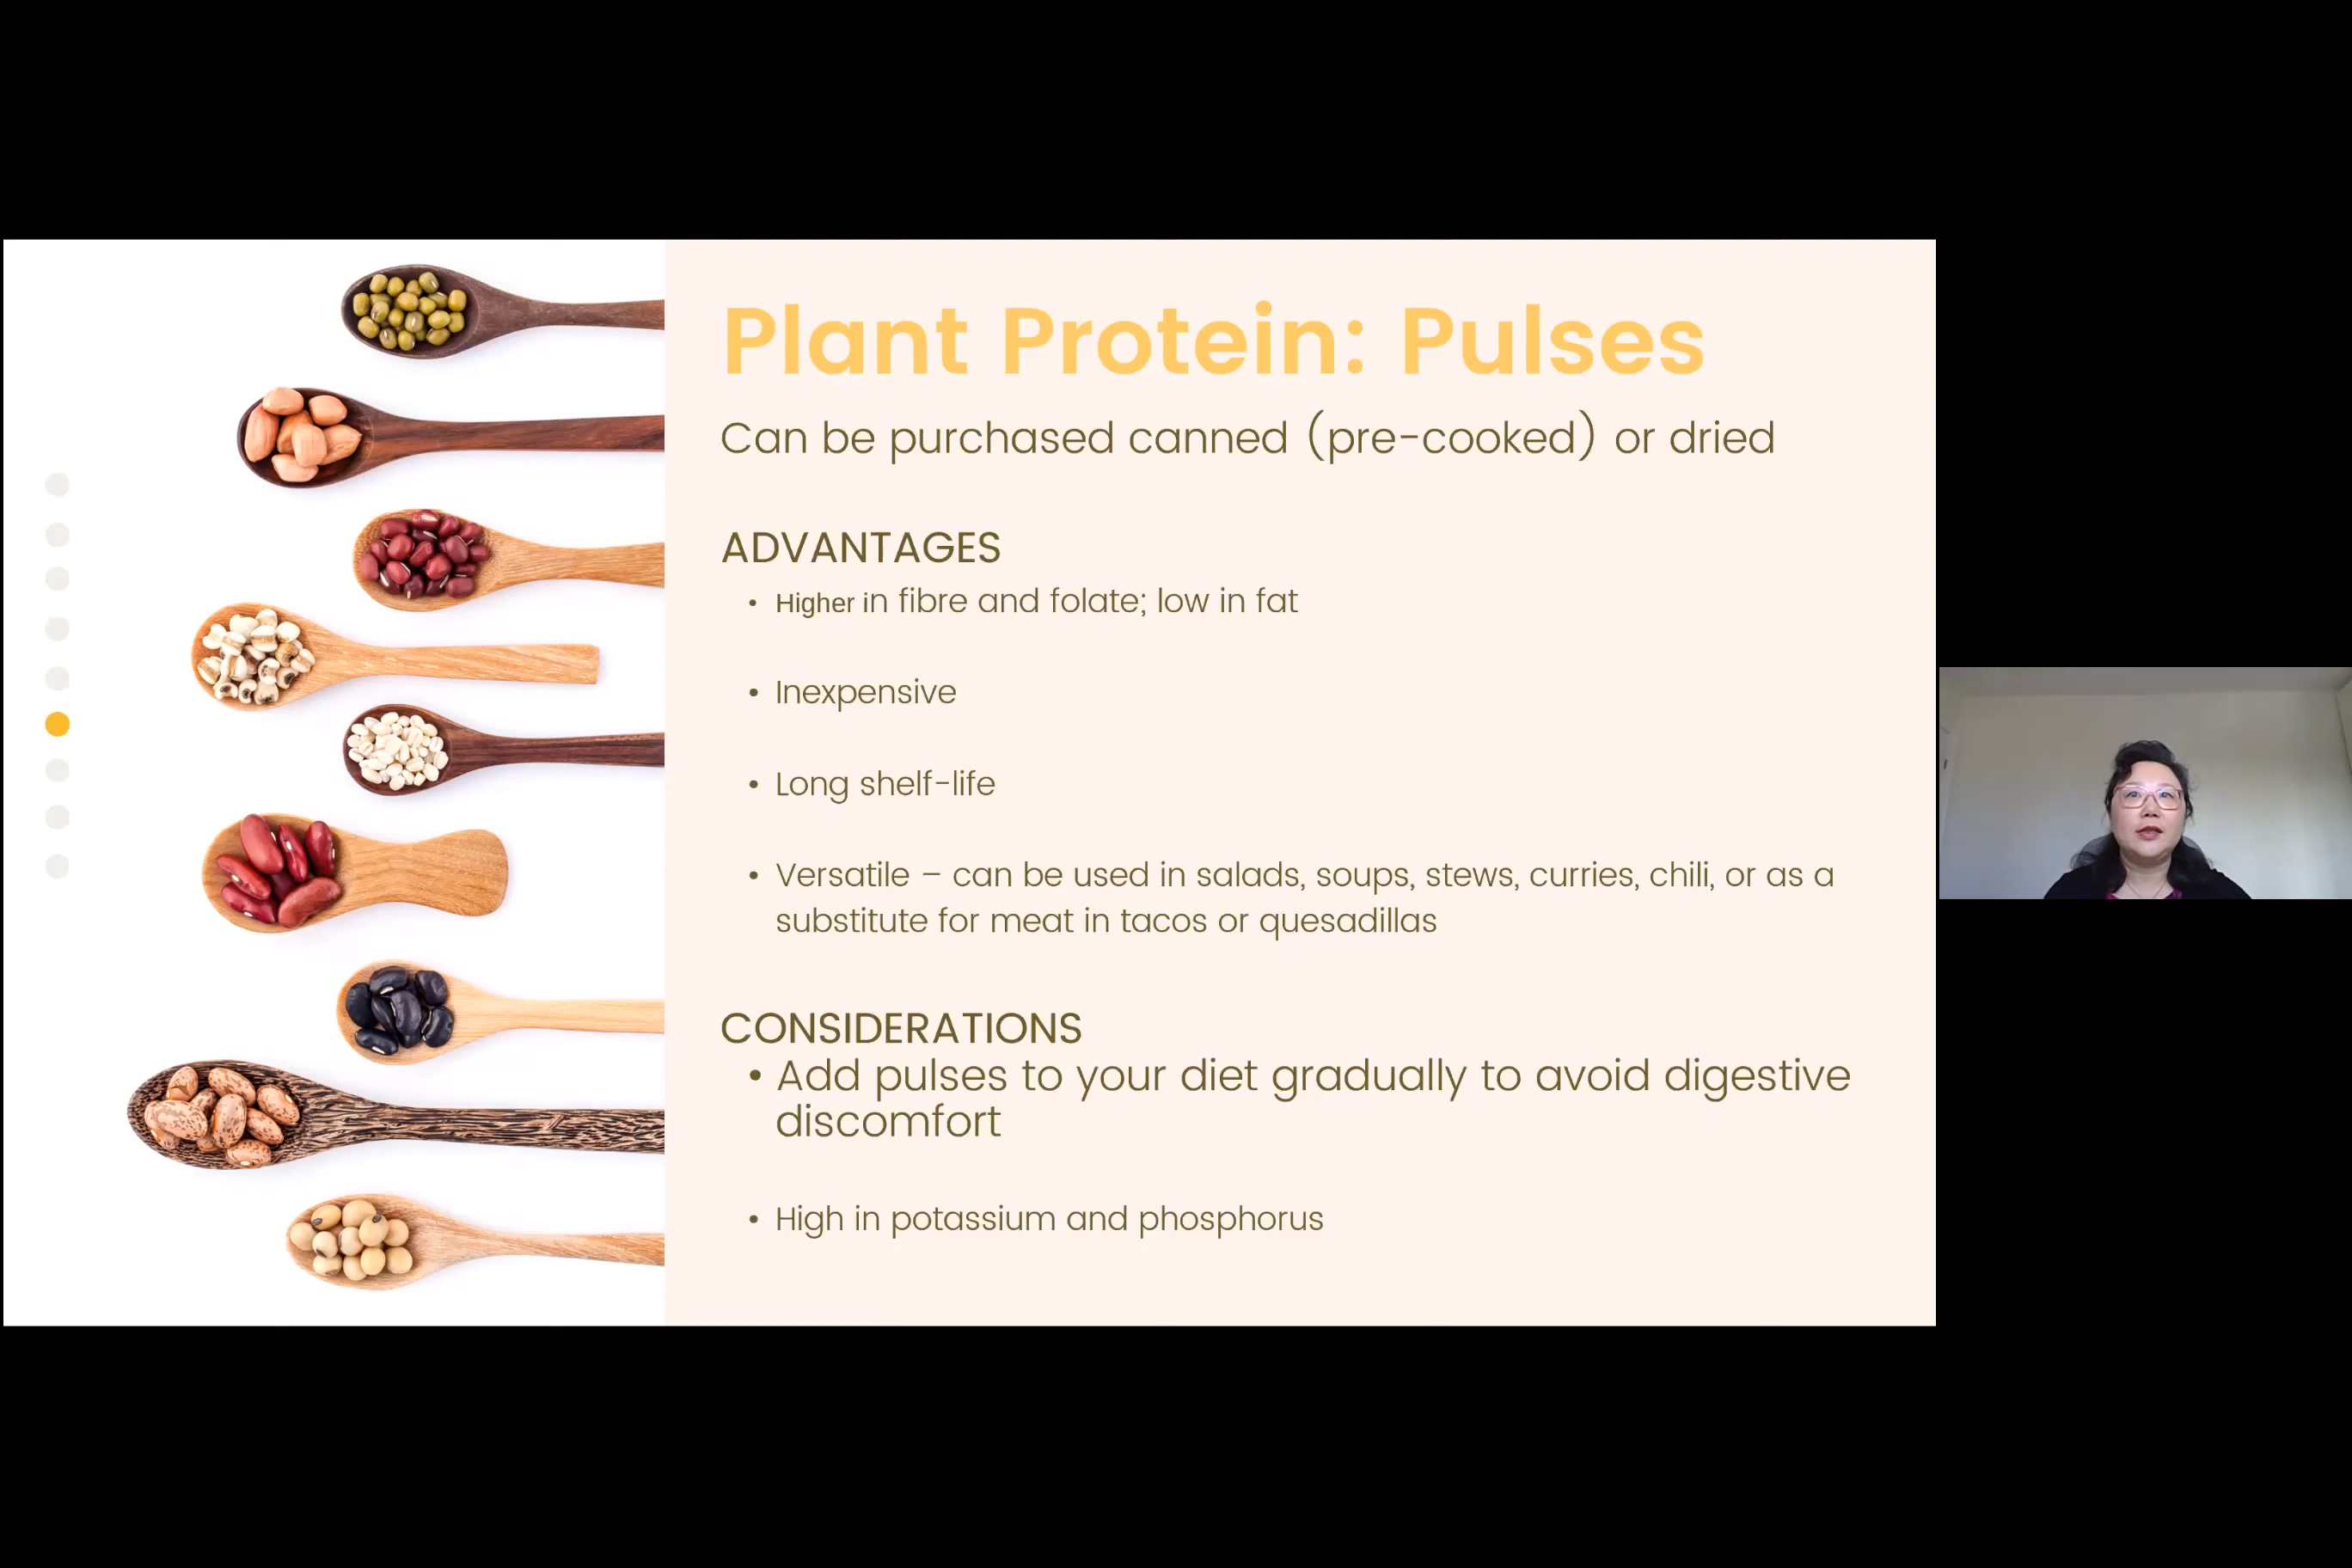 Plant Protein: Pulses
Can be purchased canned (pre-cooked) or dried
ADVANTAGES
• Higher in fibre and folate; low in fat
• Inexpensive
• Long shelf-life
• Versatile – can be used in salads, soups, stews, curries, chili, or as a
substitute for meat in tacos or quesadillas
CONSIDERATIONS
• Add pulses to your diet gradually to avoid digestive
discomfort
• High in potassium and phosphorus